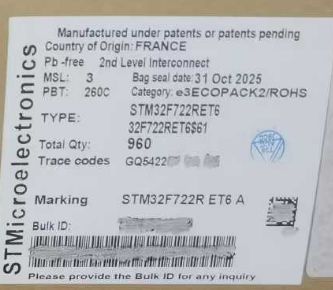 STMicroelectronics
Manufactured under patents or patents pending
Country of Origin: FRANCE
Pb -free 2nd Level Interconnect
MSL: 3 Bag seal date: 31 Oct 2025
PBT: 260C Category: e3ECOPACK2/ROHS
TYPE: STM32F722RET6
32F722RET6$61
Total Qty: 960
Trace codes GQ5422
Marking STM32F722R ET6 A
Bulk ID:
Please provide the Bulk ID for any inquiry